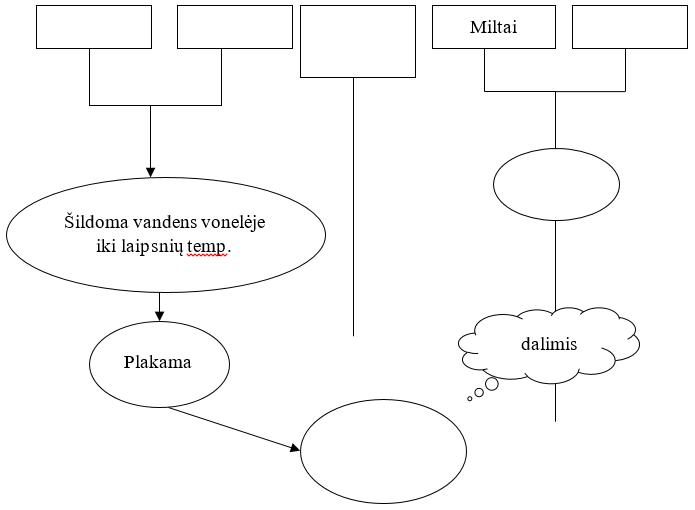 Miltai
Šildoma vandens vonelėje
iki laipsnių temp.
dalimis
Plakama